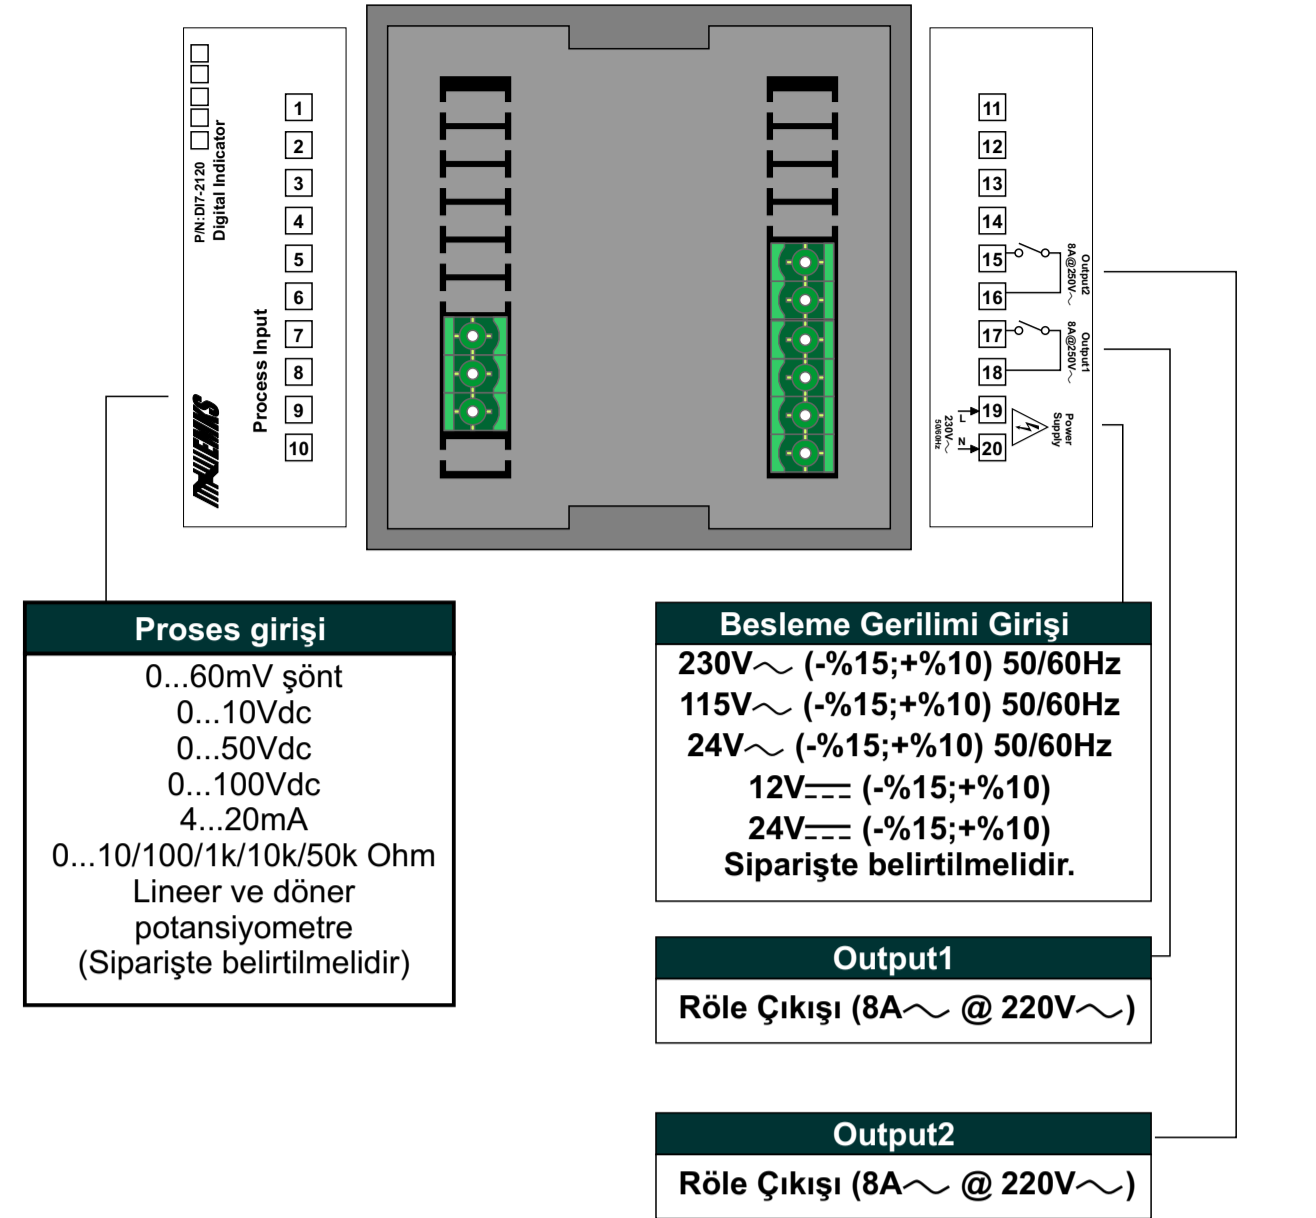 P/N:DI7-2120
Digital Indicator
Process Input
1
2
3
4
5
6
7
8
9
10
EMKS
11
12
13
14
15
16
17
18
19
20
Output2
8A@250V～
Output1
8A@250V～
Power
Supply
L
N
230V～
50/60Hz
Proses girişi
0...60mV şönt
0...10Vdc
0...50Vdc
0...100Vdc
4...20mA
0...10/100/1k/10k/50k Ohm
Lineer ve döner
potansiyometre
(Siparişte belirtilmelidir)
Besleme Gerilimi Girişi
230V～ (-%15;+%10) 50/60Hz
115V～ (-%15;+%10) 50/60Hz
24V～ (-%15;+%10) 50/60Hz
12V⎓ (-%15;+%10)
24V⎓ (-%15;+%10)
Siparişte belirtilmelidir.
Output1
Röle Çıkışı (8A～ @ 220V～)
Output2
Röle Çıkışı (8A～ @ 220V～)